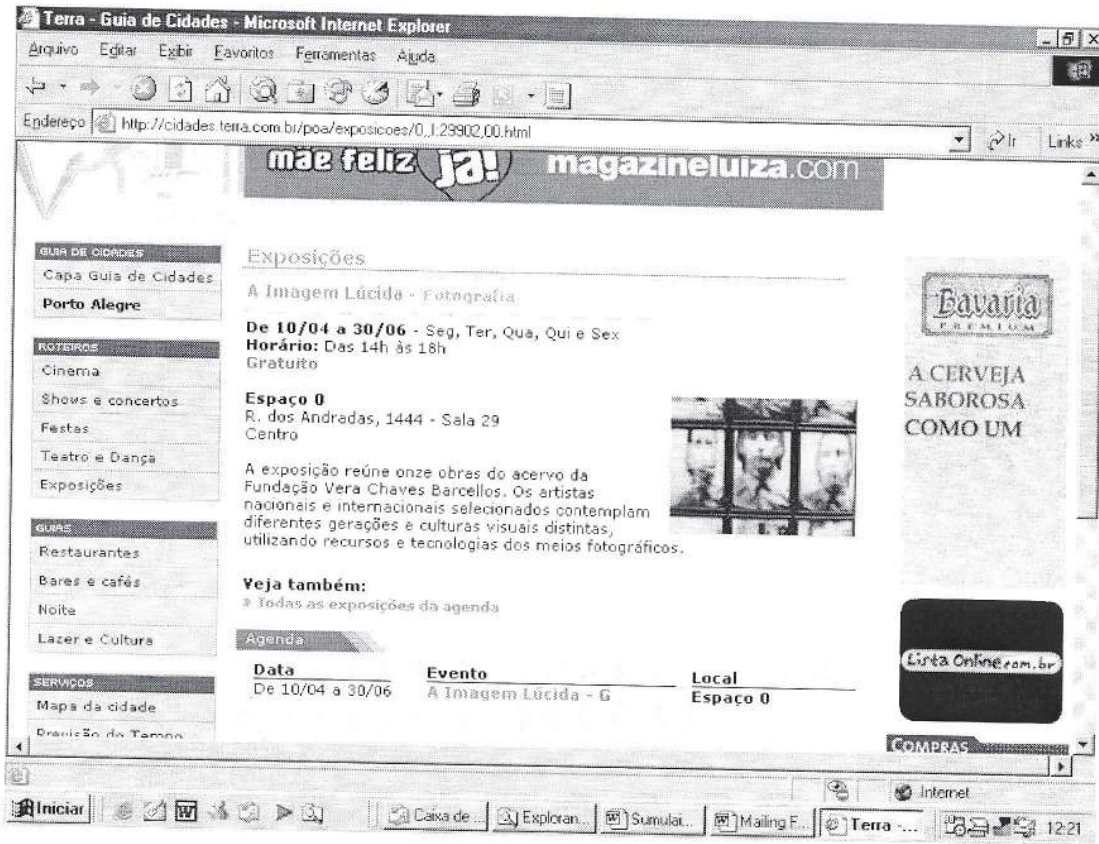 Terra - Guia de Cidades - Microsoft Internet Explorer
Arquivo Editar Exibir Favoritos Ferramentas Ajuda
Endereço http://cidades.terra.com.br/poa/exposicoes/0,,I:29902,00.html Ir Links »
mãe feliz já! magazineluiza.com
GUIA DE CIDADES
Capa Guia de Cidades
Porto Alegre
ROTEIROS
Cinema
Shows e concertos
Festas
Teatro e Dança
Exposições
GUIAS
Restaurantes
Bares e cafés
Noite
Lazer e Cultura
SERVIÇOS
Mapa da cidade
Previsão do Tempo
Exposições
A Imagem Lúcida - Fotografia
De 10/04 a 30/06 - Seg, Ter, Qua, Qui e Sex
Horário: Das 14h às 18h
Gratuito
Espaço 0
R. dos Andradas, 1444 - Sala 29
Centro
A exposição reúne onze obras do acervo da
Fundação Vera Chaves Barcellos. Os artistas
nacionais e internacionais selecionados contemplam
diferentes gerações e culturas visuais distintas,
utilizando recursos e tecnologias dos meios fotográficos.
Veja também:
» Todas as exposições da agenda
Agenda
Data Evento Local
De 10/04 a 30/06 A Imagem Lúcida - G Espaço 0
Bavaria
PREMIUM
A CERVEJA
SABOROSA
COMO UM
Lista Online.com.br
COMPRAS
Internet
Iniciar Caixa de ... Exploran... Sumulai... Mailing F... Terra -... 12:21